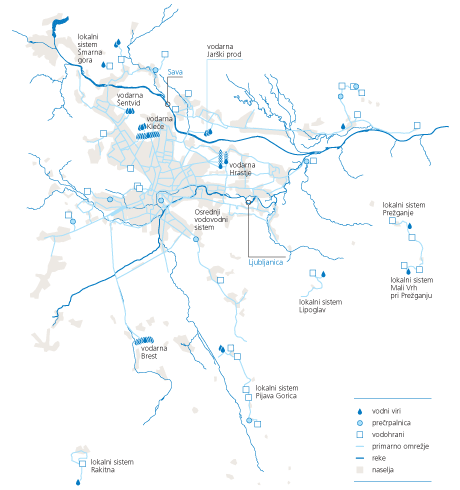 lokalni
sistem
Šmarna
gora
vodarna
Jarški prod
Sava
vodarna
Šentvid
vodarna
Kleče
vodarna
Hrastje
Osrednji
vodovodni
sistem
lokalni sistem
Prežganje
Ljubljanica
lokalni sistem
Mali Vrh
pri Prežganju
lokalni sistem
Lipoglav
vodarna
Brest
lokalni sistem
Pijava Gorica
lokalni sistem
Rakitna
vodni viri
prečrpalnica
vodohrani
primarno omrežje
reke
naselja